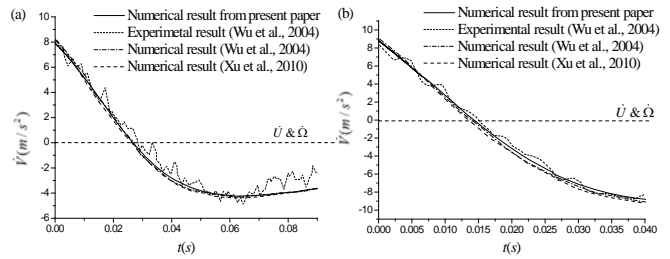 (a)
Numerical result from present paper
Experimetal result (Wu et al., 2004)
Numerical result (Wu et al., 2004)
Numerical result (Xu et al., 2010)
U̇ & Ω̇
V̇(m/s²)
10
8
6
4
2
0
-2
-4
-6
0.00 0.02 0.04 0.06 0.08
t(s)
(b)
Numerical result from present paper
Experimental result (Wu et al., 2004)
Numerical result (Wu et al., 2004)
Numerical result (Xu et al., 2010)
U̇ & Ω̇
V̇(m/s²)
10
8
6
4
2
0
-2
-4
-6
-8
-10
0.000 0.005 0.010 0.015 0.020 0.025 0.030 0.035 0.040
t(s)